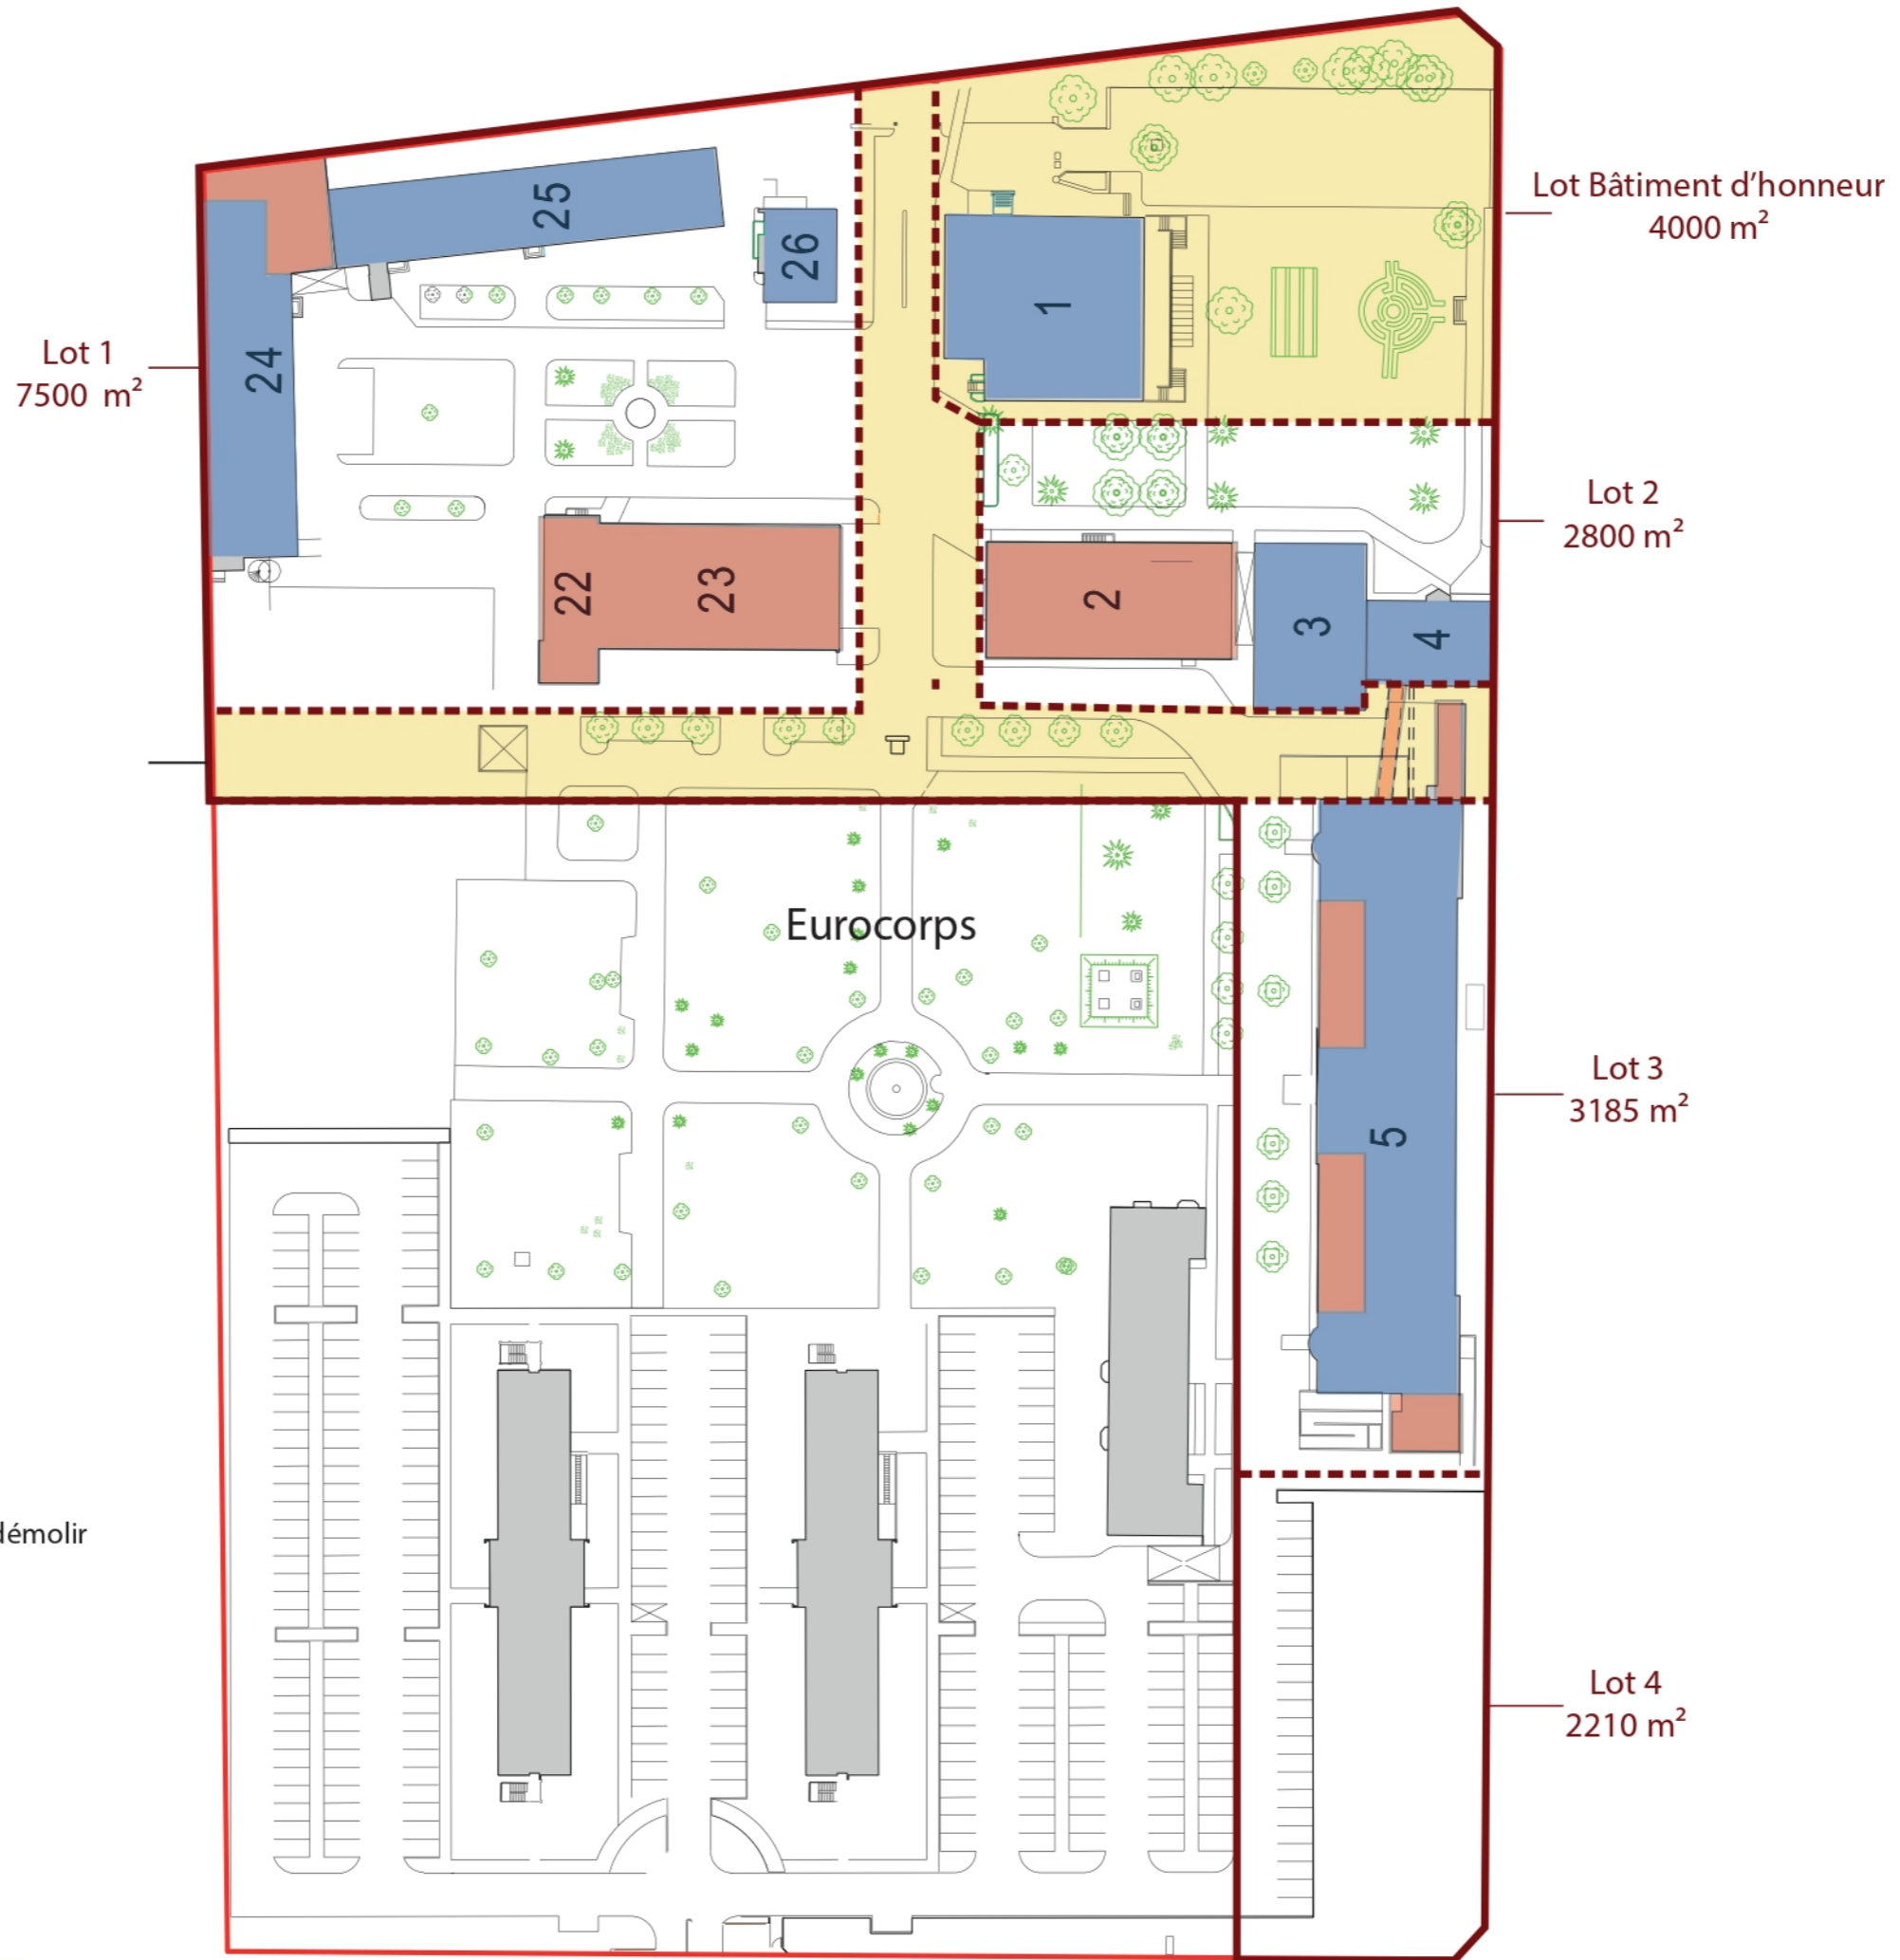 Lot Bâtiment d'honneur
4000 m²
25
26
1
Lot 1
7500 m²
24
Lot 2
2800 m²
22
23
2
3
4
Eurocorps
Lot 3
3185 m²
5
démolir
Lot 4
2210 m²